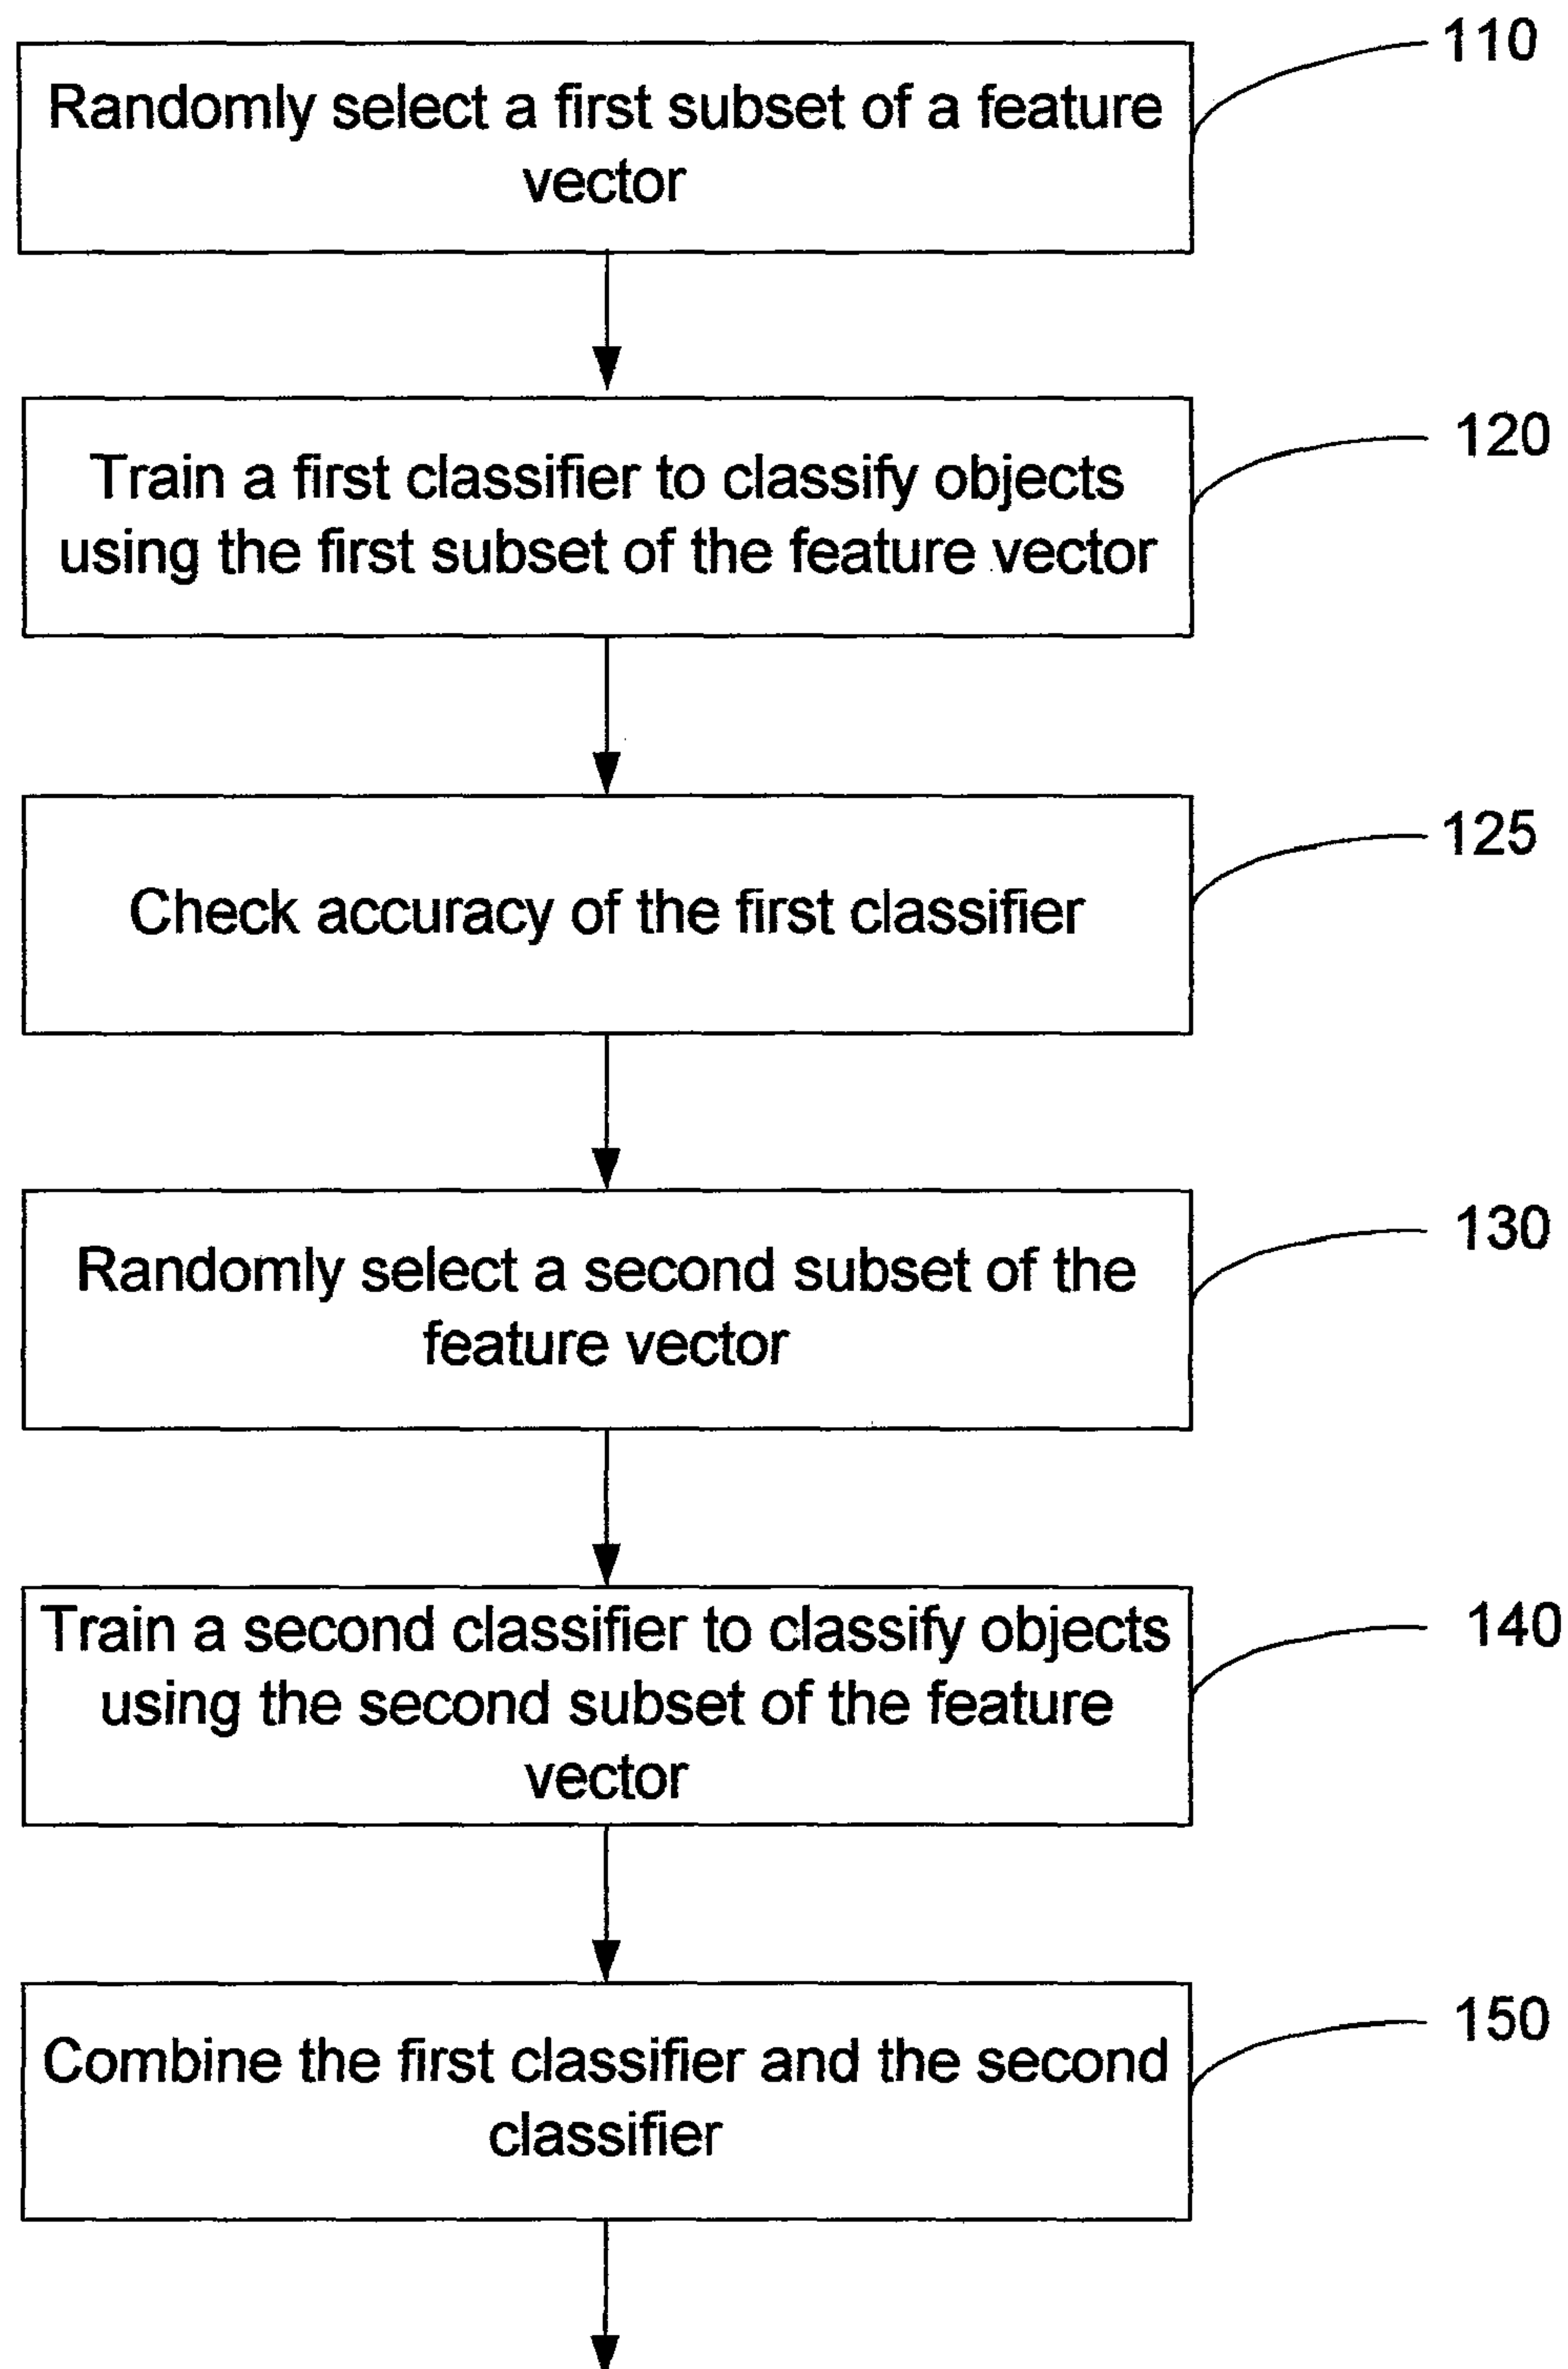 110
Randomly select a first subset of a feature
vector
120
Train a first classifier to classify objects
using the first subset of the feature vector
125
Check accuracy of the first classifier
130
Randomly select a second subset of the
feature vector
140
Train a second classifier to classify objects
using the second subset of the feature
vector
150
Combine the first classifier and the second
classifier